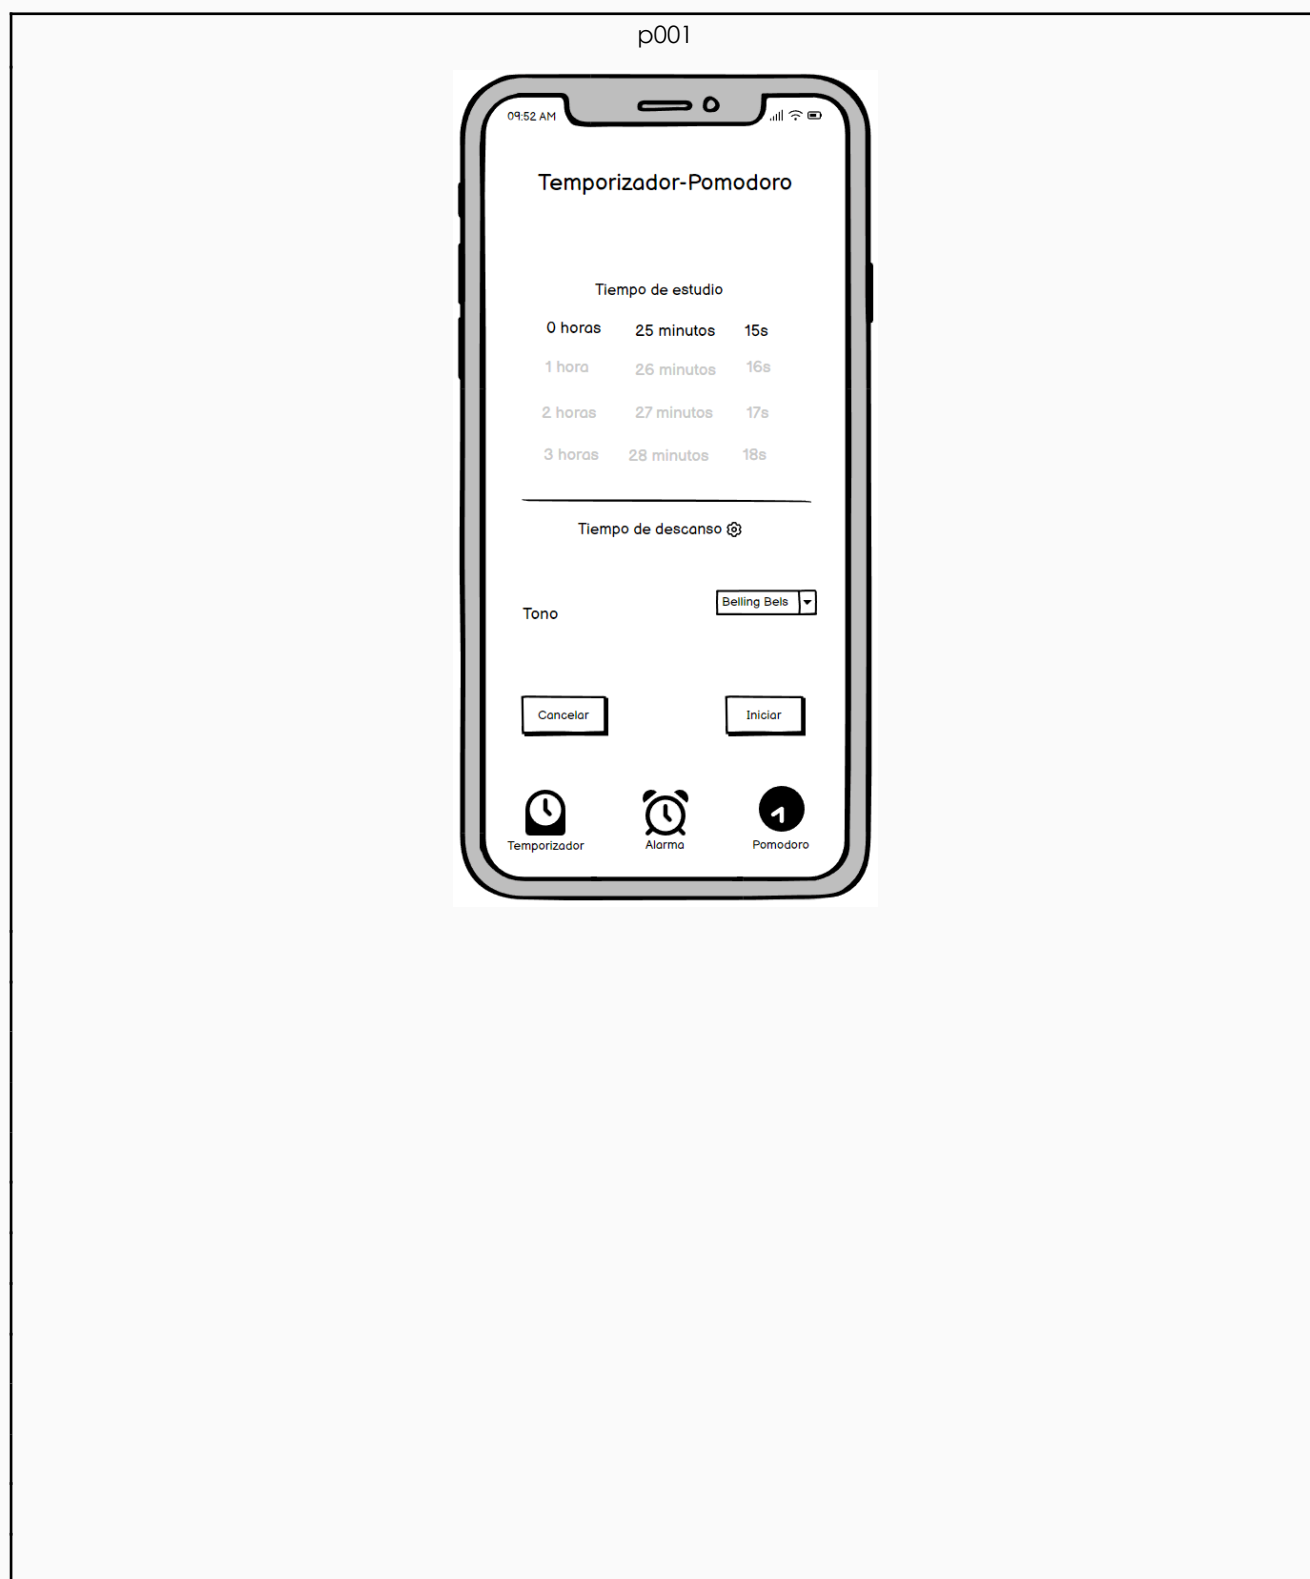 p001
09:52 AM
Temporizador-Pomodoro
Tiempo de estudio
0 horas 25 minutos 15s
1 hora 26 minutos 16s
2 horas 27 minutos 17s
3 horas 28 minutos 18s
Tiempo de descanso
Tono Belling Bels
Cancelar Iniciar
Temporizador Alarma Pomodoro